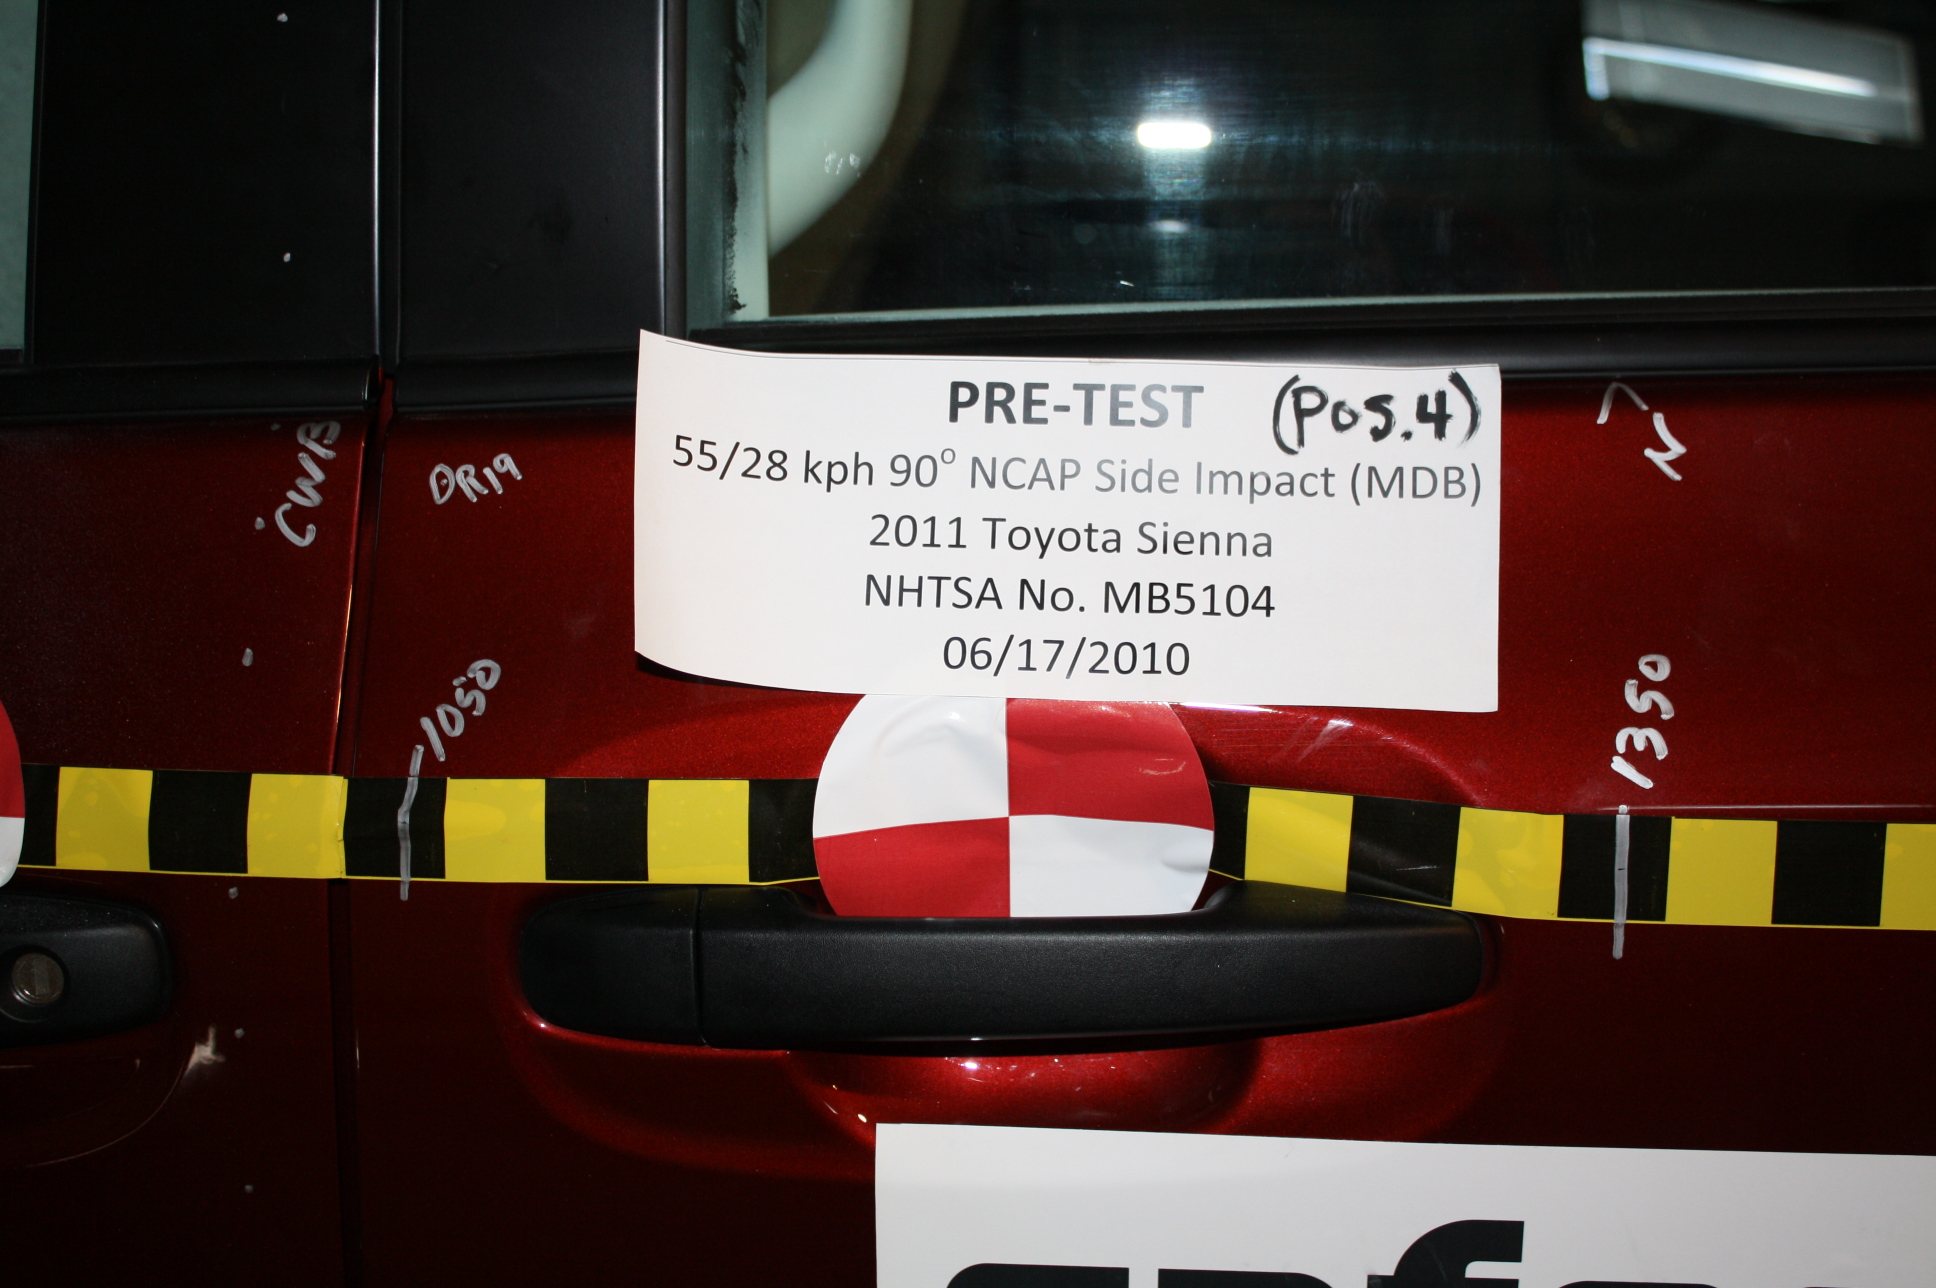 PRE-TEST (Pos.4)
55/28 kph 90° NCAP Side Impact (MDB)
2011 Toyota Sienna
NHTSA No. MB5104
06/17/2010
CWB
DR19
1050
1350